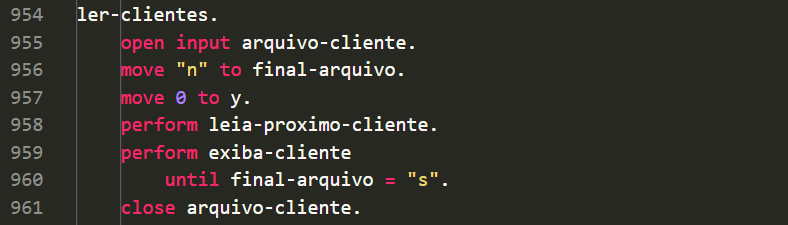 954 ler-clientes.
955 open input arquivo-cliente.
956 move "n" to final-arquivo.
957 move 0 to y.
958 perform leia-proximo-cliente.
959 perform exiba-cliente
960 until final-arquivo = "s".
961 close arquivo-cliente.